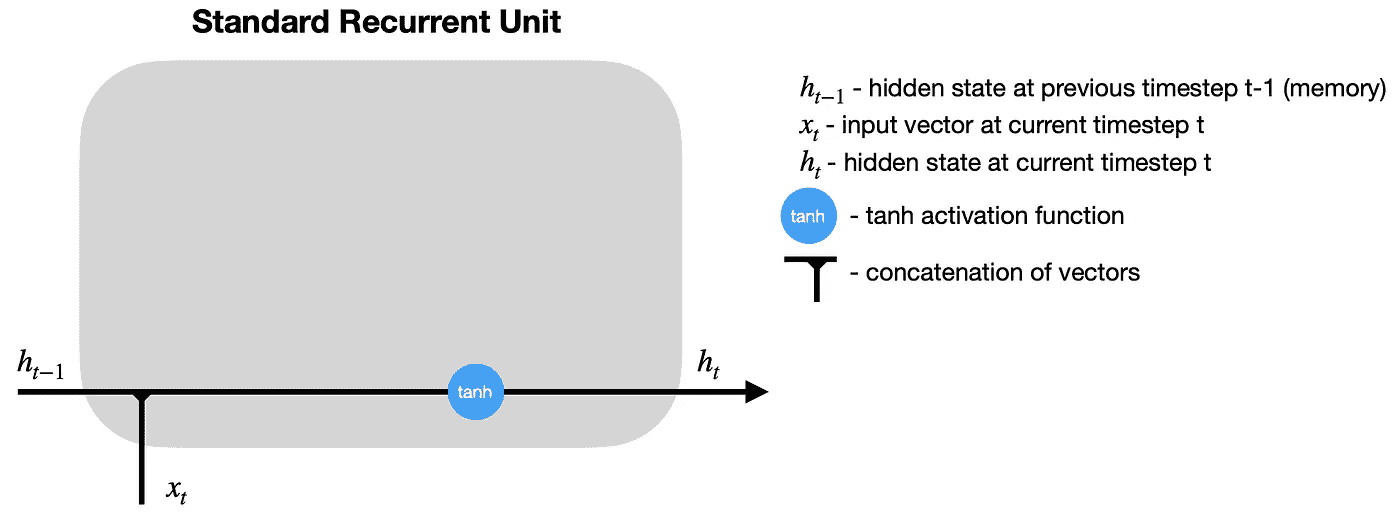 Standard Recurrent Unit
h_{t−1} - hidden state at previous timestep t-1 (memory)
x_t - input vector at current timestep t
h_t - hidden state at current timestep t
tanh - tanh activation function
- concatenation of vectors
h_{t−1}
h_t
tanh
x_t